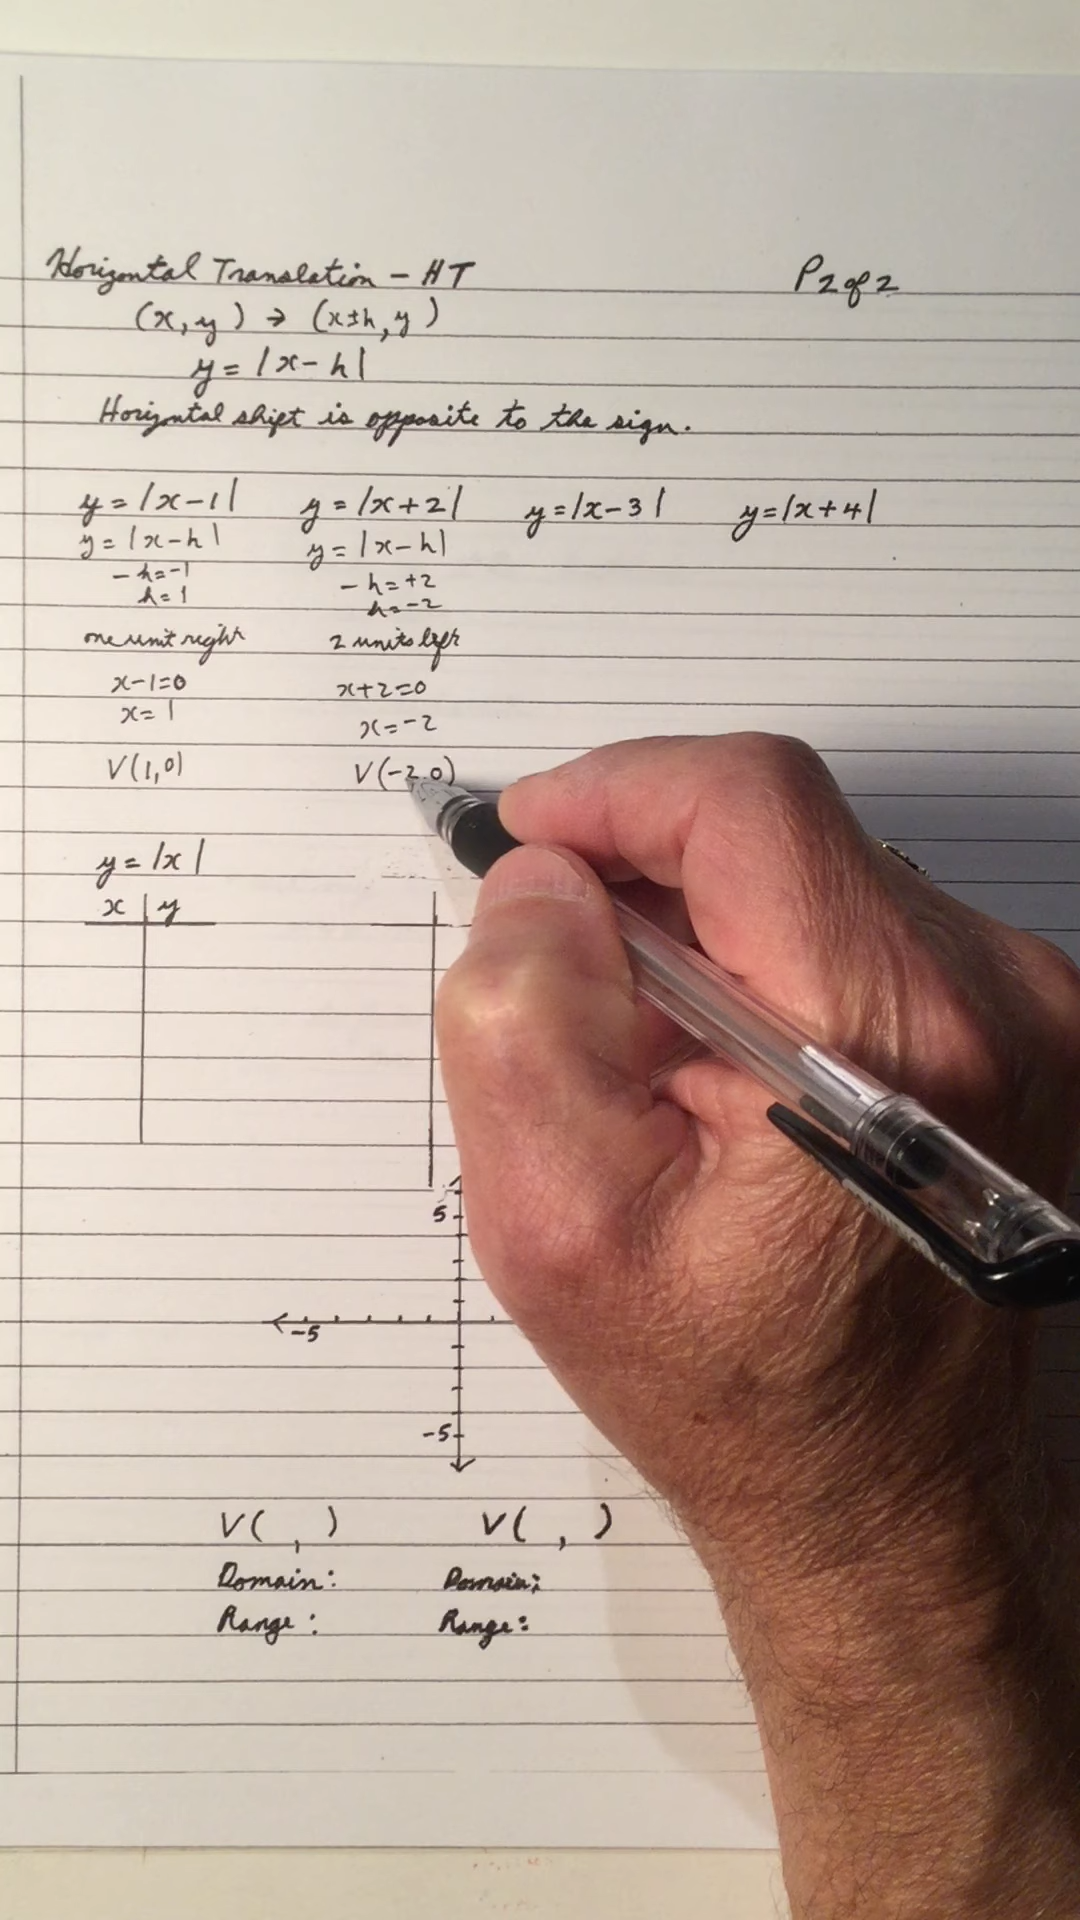 Horizontal Translation – HT P2 of 2
(x, y) → (x±h, y)
y = |x - h|
Horizontal shift is opposite to the sign.
y = |x - 1| y = |x + 2| y = |x - 3| y = |x + 4|
y = |x - h| y = |x - h|
- h = -1 - h = +2
h = 1 h = -2
one unit right 2 units left
x - 1 = 0 x + 2 = 0
x = 1 x = -2
V(1,0) V(-2,0)
y = |x|
x | y
5
-5
-5
V( , ) V( , )
Domain: Domain:
Range: Range: